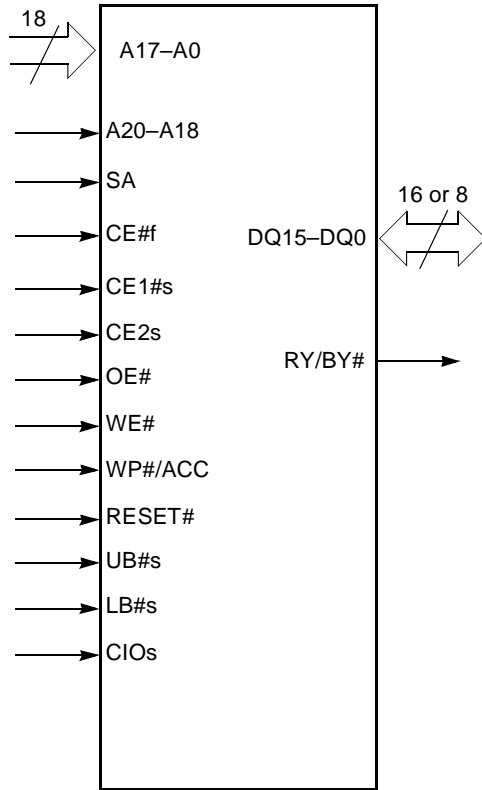 18
A17–A0
A20–A18
SA
16 or 8
CE#f
DQ15–DQ0
CE1#s
CE2s
RY/BY#
OE#
WE#
WP#/ACC
RESET#
UB#s
LB#s
CIOs